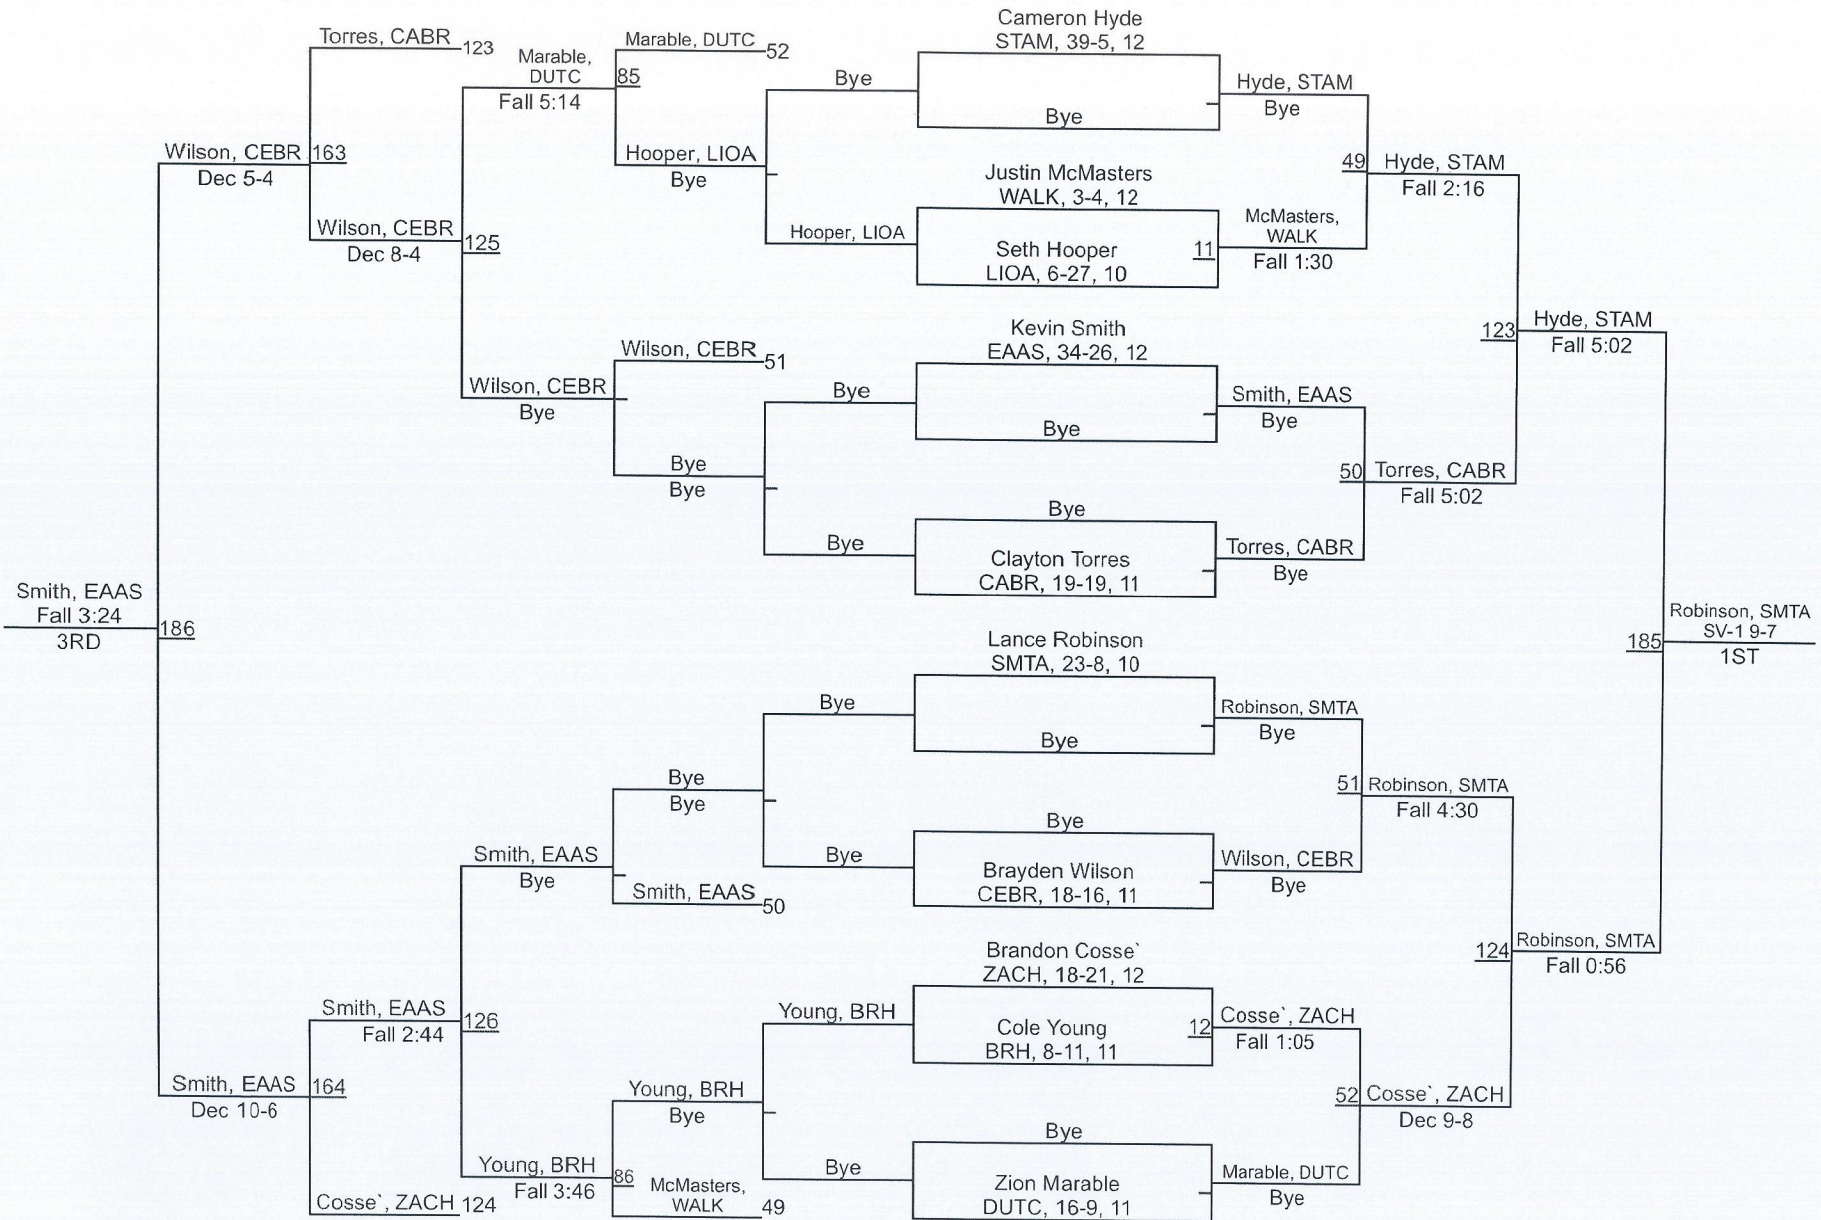 Cameron Hyde
STAM, 39-5, 12
Bye
Justin McMasters
WALK, 3-4, 12
Seth Hooper
LIOA, 6-27, 10
11
Kevin Smith
EAAS, 34-26, 12
Bye
Bye
Clayton Torres
CABR, 19-19, 11
Lance Robinson
SMTA, 23-8, 10
Bye
Bye
Brayden Wilson
CEBR, 18-16, 11
Brandon Cosse`
ZACH, 18-21, 12
Cole Young
BRH, 8-11, 11
12
Bye
Zion Marable
DUTC, 16-9, 11
Hyde, STAM
Bye
McMasters,
WALK
Fall 1:30
Smith, EAAS
Bye
Torres, CABR
Bye
Robinson, SMTA
Bye
Wilson, CEBR
Bye
Cosse`, ZACH
Fall 1:05
Marable, DUTC
Bye
49
Hyde, STAM
Fall 2:16
50
Torres, CABR
Fall 5:02
51
Robinson, SMTA
Fall 4:30
52
Cosse`, ZACH
Dec 9-8
123
Hyde, STAM
Fall 5:02
124
Robinson, SMTA
Fall 0:56
185
Robinson, SMTA
SV-1 9-7
1ST
Bye
Hooper, LIOA
Bye
Bye
Bye
Bye
Young, BRH
Bye
Marable, DUTC
52
Hooper, LIOA
Bye
Wilson, CEBR
51
Bye
Bye
Bye
Bye
Smith, EAAS
50
Young, BRH
Bye
McMasters,
WALK
49
Marable,
DUTC
85
Fall 5:14
Wilson, CEBR
Bye
Smith, EAAS
Bye
Young, BRH
86
Fall 3:46
Torres, CABR
123
Wilson, CEBR
125
Dec 8-4
Smith, EAAS
126
Fall 2:44
Cosse`, ZACH
124
Wilson, CEBR
163
Dec 5-4
Smith, EAAS
164
Dec 10-6
Smith, EAAS
Fall 3:24
186
3RD